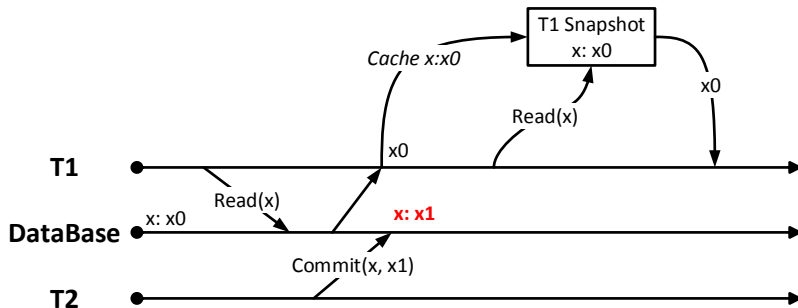 T1 Snapshot
x: x0
Cache x:x0
x0
Read(x)
x0
T1
Read(x)
x: x0
x: x1
DataBase
Commit(x, x1)
T2